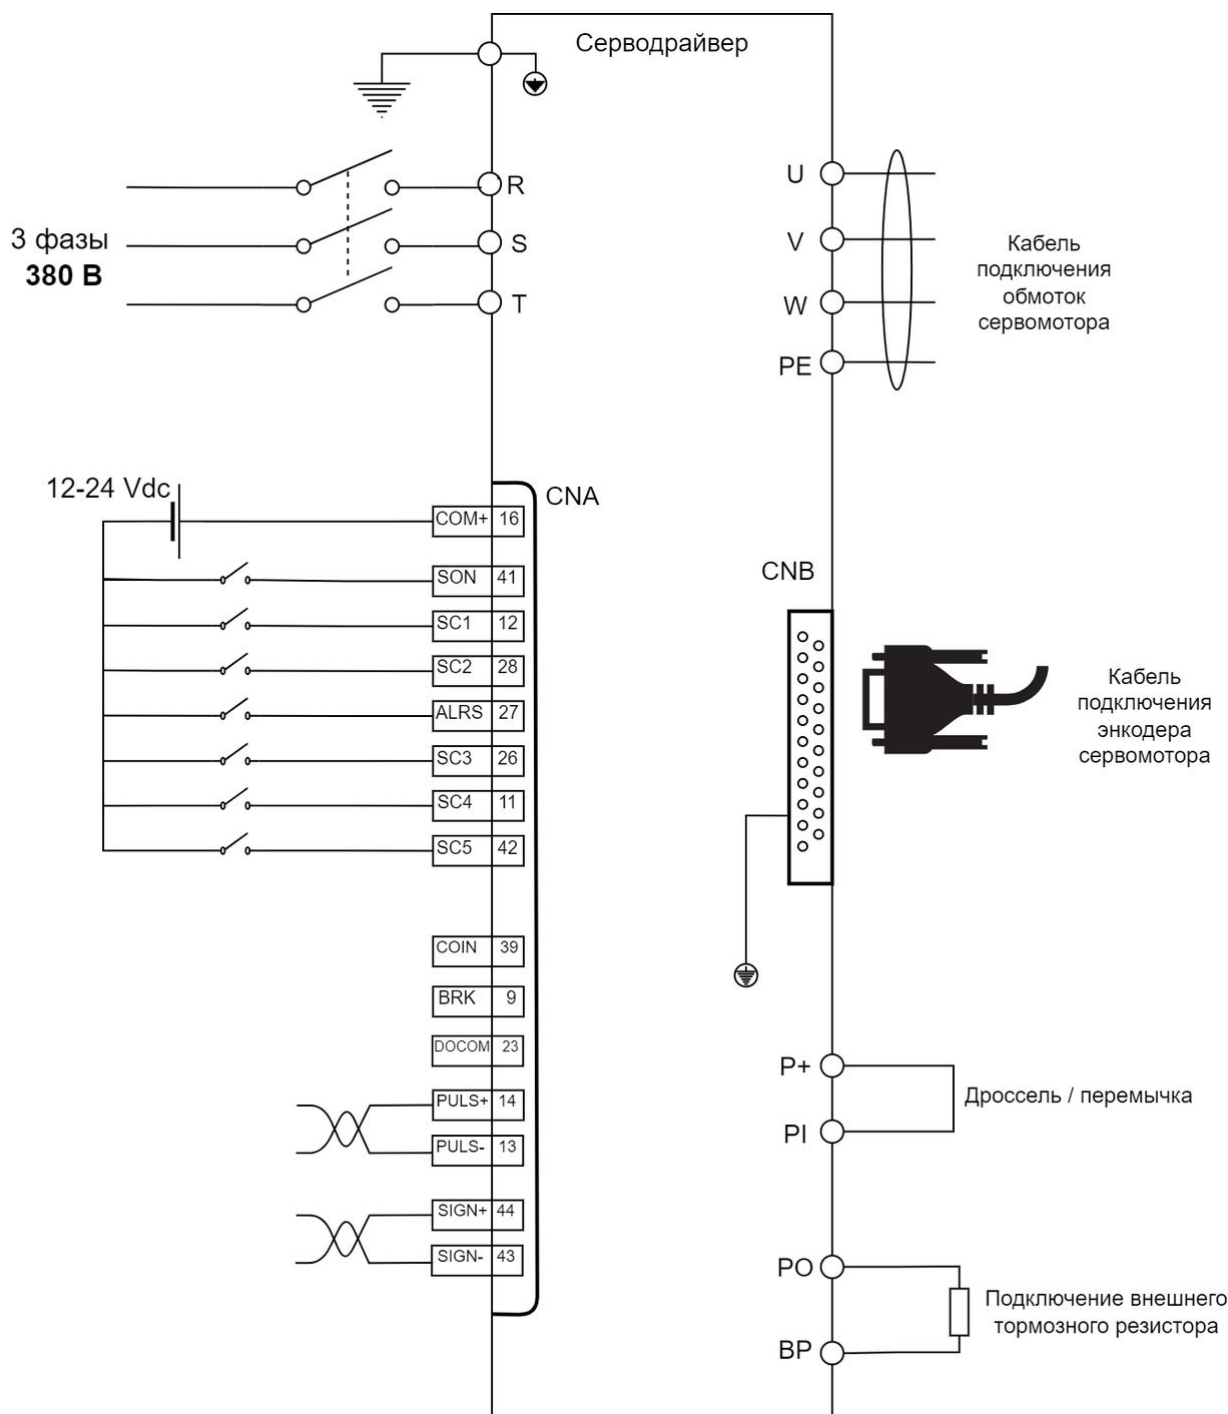 Серводрайвер
R
S
T
3 фазы
380 В
U
V
W
PE
Кабель
подключения
обмоток
сервомотора
12-24 Vdc
CNA
COM+ 16
SON 41
SC1 12
SC2 28
ALRS 27
SC3 26
SC4 11
SC5 42
COIN 39
BRK 9
DOCOM 23
PULS+ 14
PULS- 13
SIGN+ 44
SIGN- 43
CNB
Кабель
подключения
энкодера
сервомотора
P+
PI
Дроссель / перемычка
PO
BP
Подключение внешнего
тормозного резистора